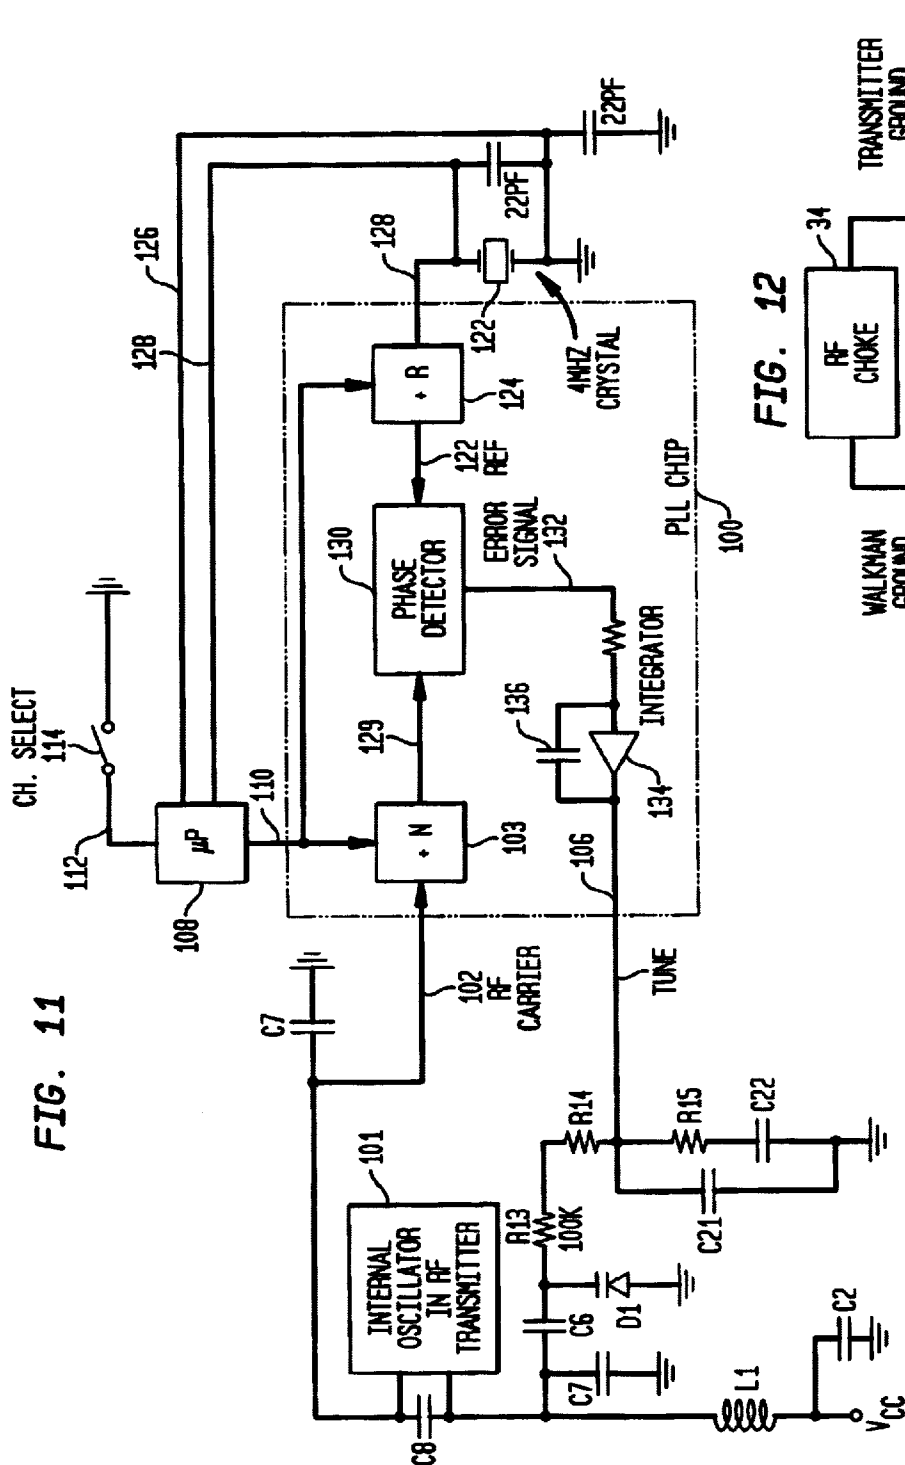 FIG. 11
CH. SELECT
114
112
µP
108
110
126
128
22PF
22PF
128
122
4MHZ
CRYSTAL
÷ R
124
122
REF
130
PHASE
DETECTOR
ERROR
SIGNAL
132
129
÷ N
103
136
INTEGRATOR
134
PLL CHIP
100
106
TUNE
C7
102
RF
CARRIER
101
INTERNAL
OSCILLATOR
IN RF
TRANSMITTER
C8
R13
100K
R14
R15
C22
C21
C6
D1
C7
L1
C2
VCC
FIG. 12
34
RF
CHOKE
WALKMAN
GROUND
TRANSMITTER
GROUND